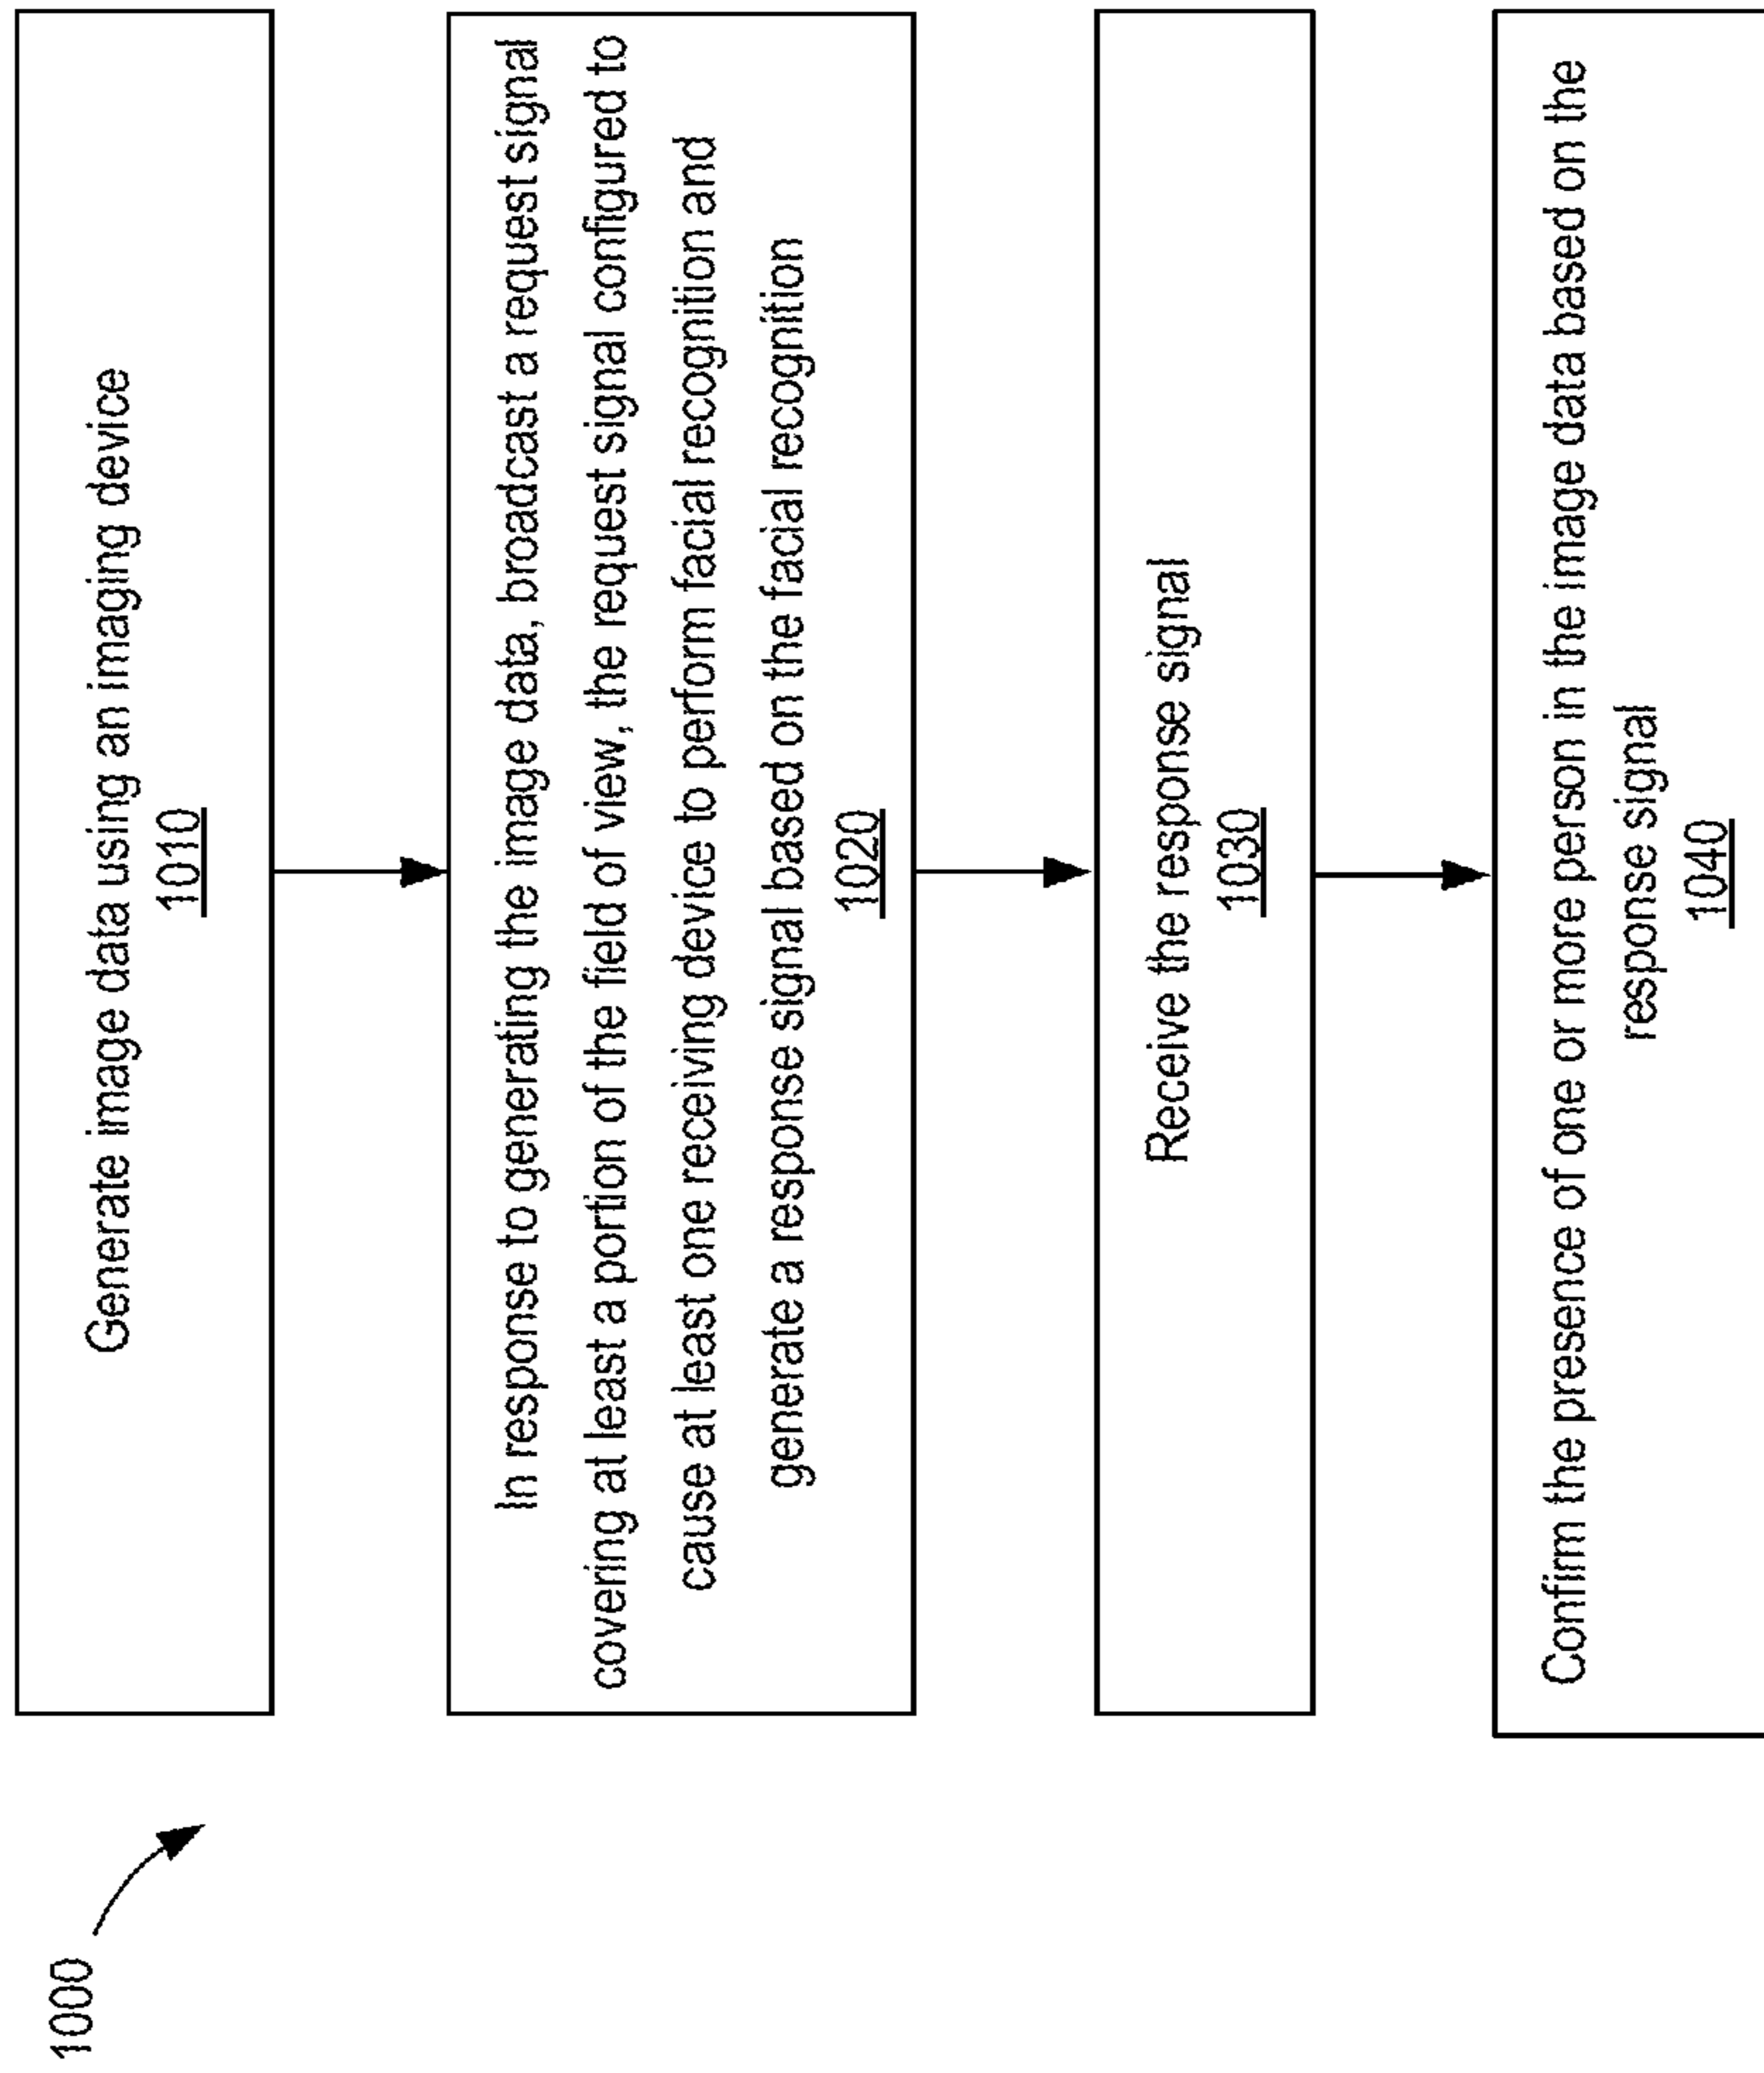 1000
Generate image data using an imaging device
1010
In response to generating the image data, broadcast a request signal
covering at least a portion of the field of view, the request signal configured to
cause at least one receiving device to perform facial recognition and
generate a response signal based on the facial recognition
1020
Receive the response signal
1030
Confirm the presence of one or more person in the image data based on the
response signal
1040